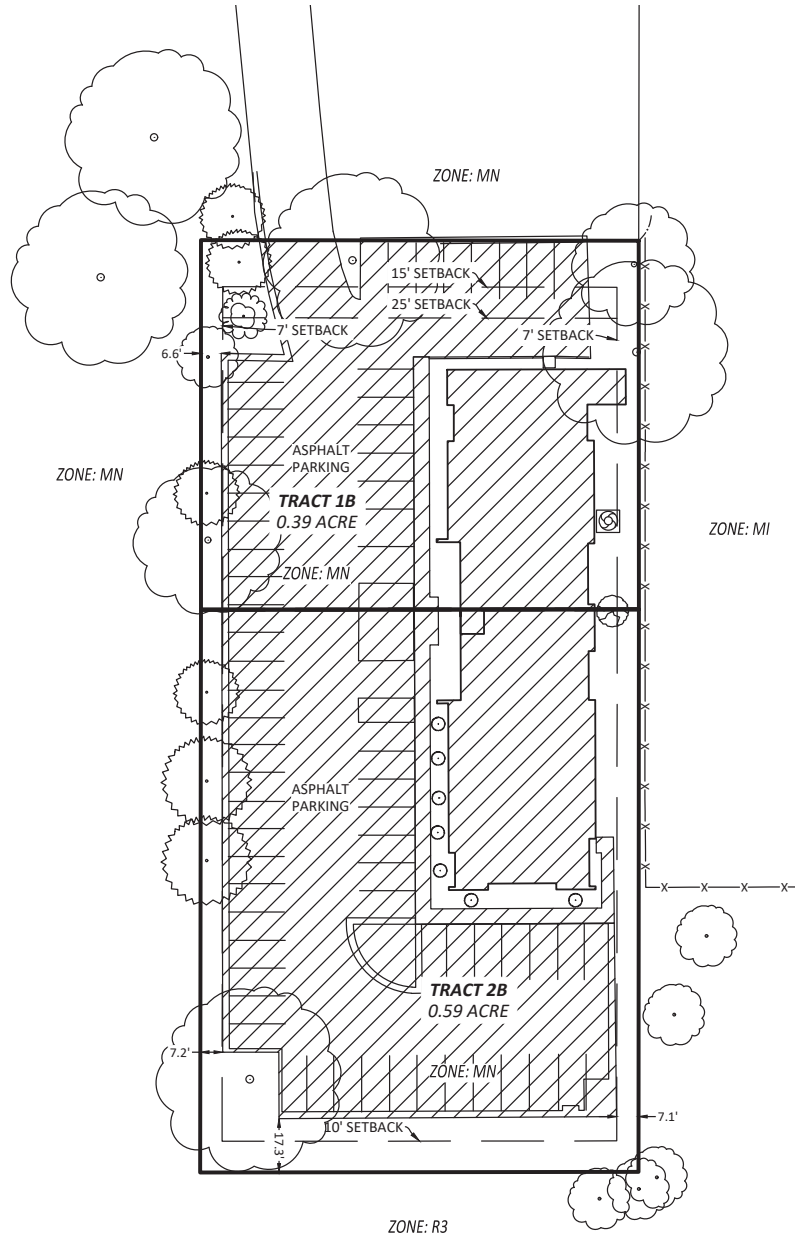 ZONE: MN
15' SETBACK
25' SETBACK
7' SETBACK
7' SETBACK
6.6'
ASPHALT
PARKING
ZONE: MN
TRACT 1B
0.39 ACRE
ZONE: MI
ZONE: MN
ASPHALT
PARKING
TRACT 2B
0.59 ACRE
7.2'
ZONE: MN
10' SETBACK
7.1'
17.3'
ZONE: R3